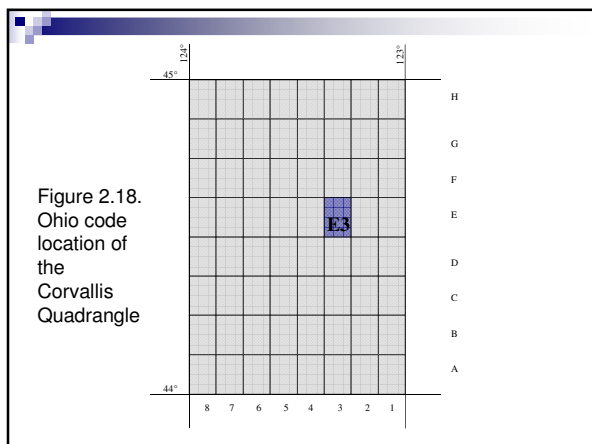 124°
123°
45°
H
G
F
E
D
C
B
A
E3
Figure 2.18.
Ohio code
location of
the
Corvallis
Quadrangle
44°
8 7 6 5 4 3 2 1